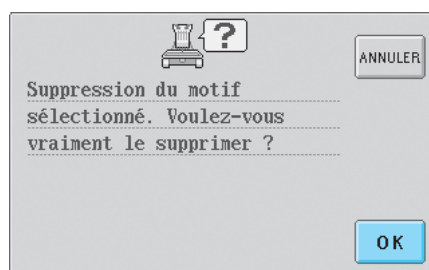 ?
ANNULER
Suppression du motif
sélectionné. Voulez-vous
vraiment le supprimer ?
OK